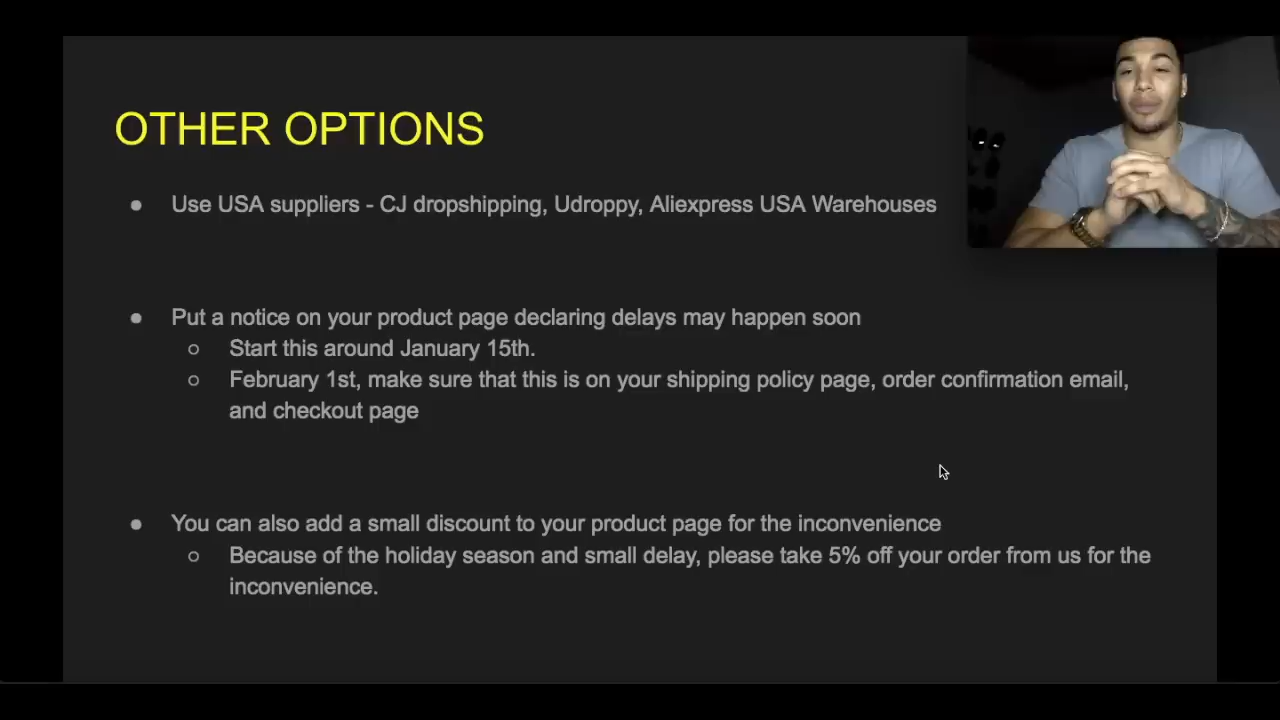 OTHER OPTIONS
● Use USA suppliers - CJ dropshipping, Udroppy, Aliexpress USA Warehouses
● Put a notice on your product page declaring delays may happen soon
○ Start this around January 15th.
○ February 1st, make sure that this is on your shipping policy page, order confirmation email,
and checkout page
● You can also add a small discount to your product page for the inconvenience
○ Because of the holiday season and small delay, please take 5% off your order from us for the
inconvenience.